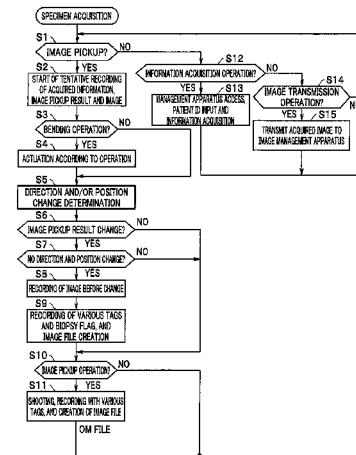 SPECIMEN ACQUISITION
S1
IMAGE PICKUP?
NO
YES
S2
START OF TENTATIVE RECORDING
OF ACQUIRED INFORMATION,
IMAGE PICKUP RESULT AND IMAGE
S3
BENDING OPERATION?
NO
YES
S4
ACTUATION ACCORDING TO OPERATION
S5
DIRECTION AND/OR POSITION
CHANGE DETERMINATION
S6
IMAGE PICKUP RESULT CHANGE?
NO
YES
S7
NO DIRECTION AND POSITION CHANGE?
NO
YES
S8
RECORDING OF IMAGE BEFORE CHANGE
S9
RECORDING OF VARIOUS TAGS
AND BIOPSY FLAG, AND
IMAGE FILE CREATION
S10
IMAGE PICKUP OPERATION?
NO
YES
S11
SHOOTING, RECORDING WITH VARIOUS
TAGS, AND CREATION OF IMAGE FILE
OM FILE
S12
INFORMATION ACQUISITION OPERATION?
NO
YES
S13
MANAGEMENT APPARATUS ACCESS,
PATIENT ID INPUT AND
INFORMATION ACQUISITION
S14
IMAGE TRANSMISSION
OPERATION?
NO
YES
S15
TRANSMIT ACQUIRED IMAGE TO
IMAGE MANAGEMENT APPARATUS